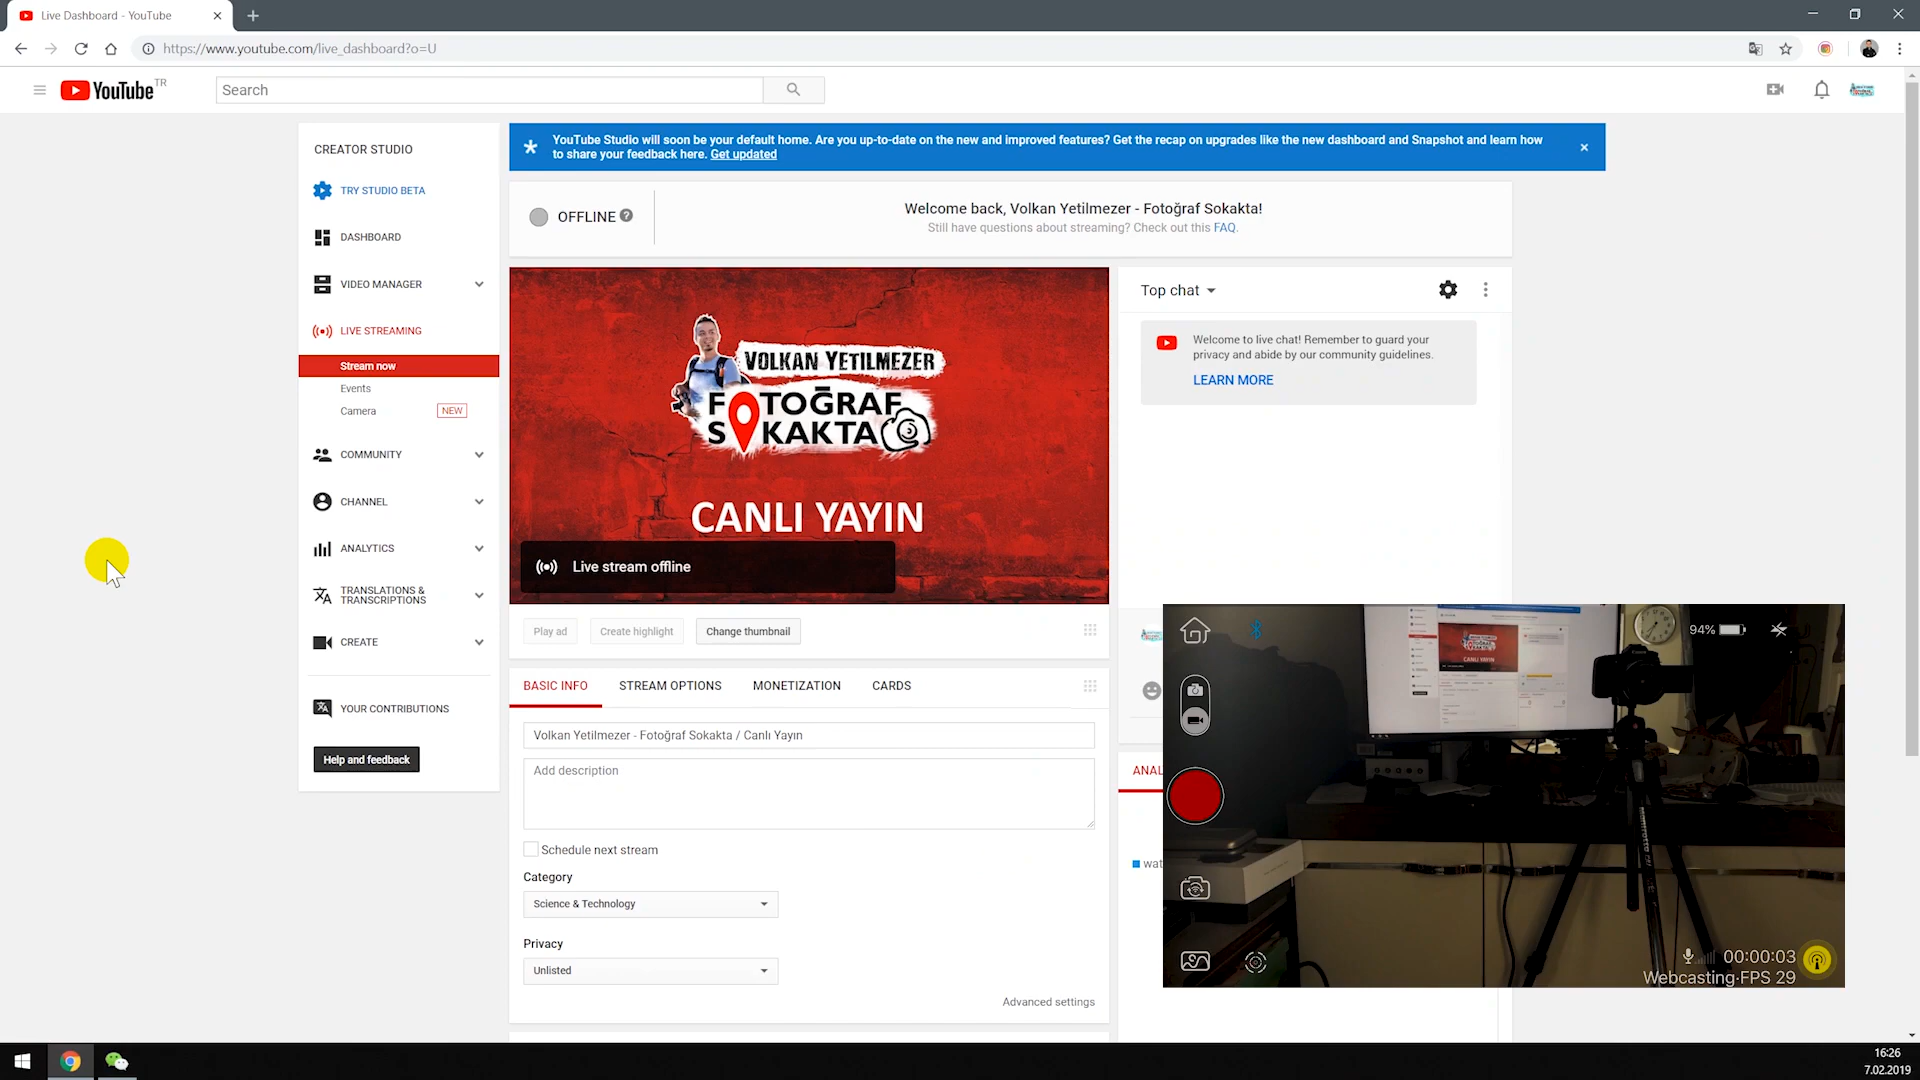 Live Dashboard - YouTube
https://www.youtube.com/live_dashboard?o=U
YouTube TR
Search
CREATOR STUDIO
TRY STUDIO BETA
DASHBOARD
VIDEO MANAGER
LIVE STREAMING
Stream now
Events
Camera NEW
COMMUNITY
CHANNEL
ANALYTICS
TRANSLATIONS &
TRANSCRIPTIONS
CREATE
YOUR CONTRIBUTIONS
Help and feedback
YouTube Studio will soon be your default home. Are you up-to-date on the new and improved features? Get the recap on upgrades like the new dashboard and Snapshot and learn how
to share your feedback here. Get updated
OFFLINE
Welcome back, Volkan Yetilmezer - Fotoğraf Sokakta!
Still have questions about streaming? Check out this FAQ.
VOLKAN YETILMEZER
FOTOĞRAF
SOKAKTA
CANLI YAYIN
Live stream offline
Play ad
Create highlight
Change thumbnail
BASIC INFO
STREAM OPTIONS
MONETIZATION
CARDS
Volkan Yetilmezer - Fotoğraf Sokakta / Canlı Yayın
Add description
Schedule next stream
Category
Science & Technology
Privacy
Unlisted
Advanced settings
Top chat
Welcome to live chat! Remember to guard your
privacy and abide by our community guidelines.
LEARN MORE
ANAL
wat
94%
CANLI YAYIN
00:00:03
Webcasting·FPS 29
16:26
7.02.2019